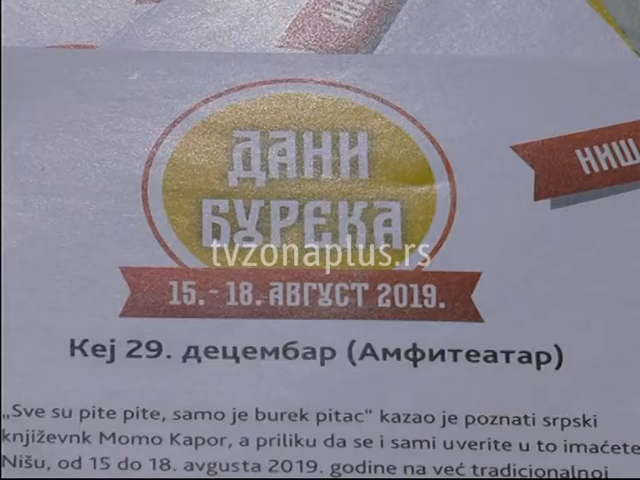 ДАНИ
БУРЕКА
НИШ
tvzonaplus.rs
15.- 18. АВГУСТ 2019.
Кеј 29. децембар (Амфитеатар)
„Sve su pite pite, samo je burek pitac“ kazao je poznati srpski
književnk Momo Kapor, a priliku da se i sami uverite u to imaćete
Nišu, od 15 do 18. avgusta 2019. godine na već tradicionalnoj